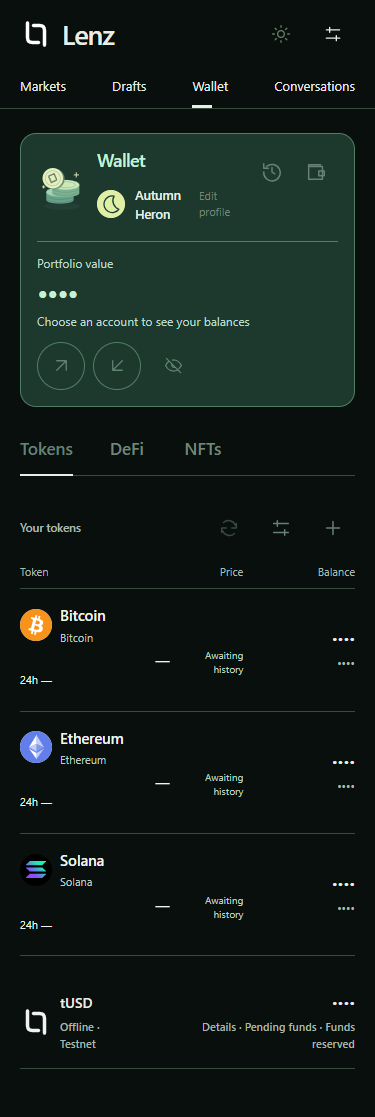 Lenz
Markets Drafts Wallet Conversations
Wallet
Autumn
Heron
Edit
profile
Portfolio value
••••
Choose an account to see your balances
Tokens DeFi NFTs
Your tokens
Token Price Balance
Bitcoin
Bitcoin
••••
— Awaiting
history
••••
24h —
Ethereum
Ethereum
••••
— Awaiting
history
••••
24h —
Solana
Solana
••••
— Awaiting
history
••••
24h —
tUSD ••••
Offline ·
Testnet
Details · Pending funds · Funds
reserved